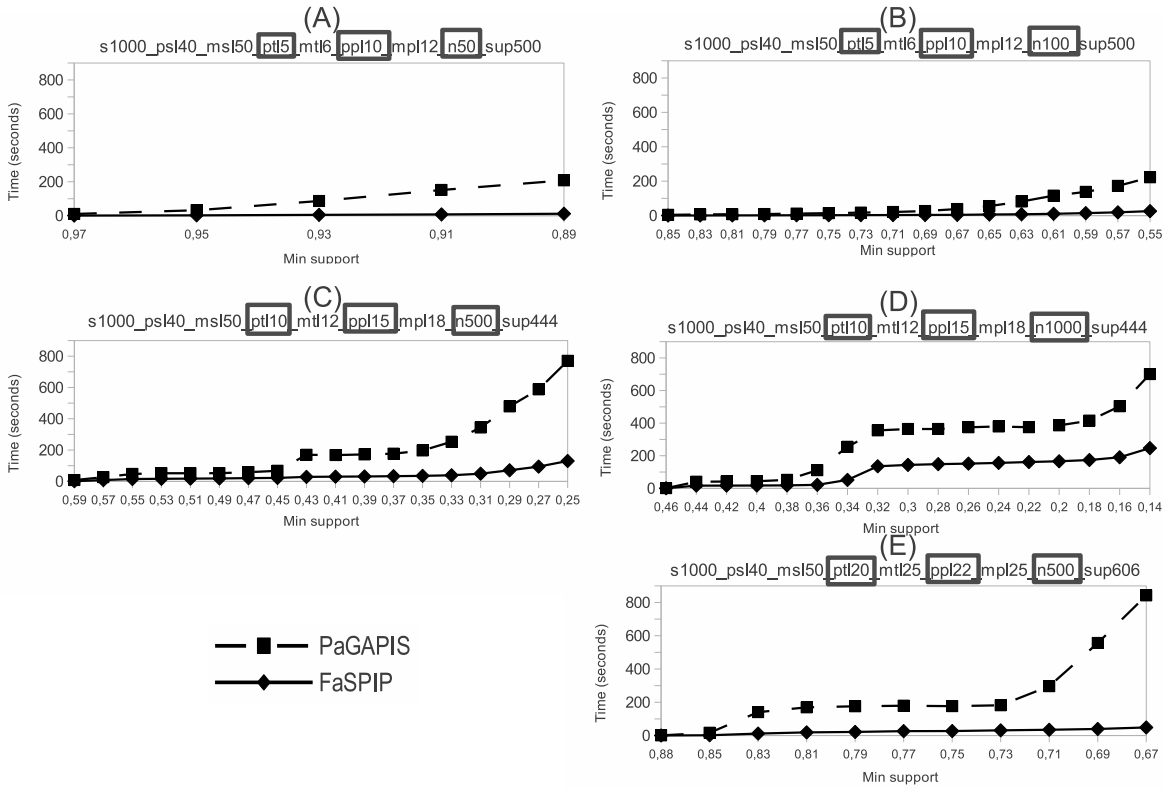 (A)
s1000_psl40_msl50_ptl5_mtl6_ppl10_mpl12_n50_sup500
Time (seconds)
800
600
400
200
0
0,97 0,95 0,93 0,91 0,89
Min support
(B)
s1000_psl40_msl50_ptl5_mtl6_ppl10_mpl12_n100_sup500
Time (seconds)
800
600
400
200
0
0,85 0,83 0,81 0,79 0,77 0,75 0,73 0,71 0,69 0,67 0,65 0,63 0,61 0,59 0,57 0,55
Min support
(C)
s1000_psl40_msl50_ptl10_mtl12_ppl15_mpl18_n500_sup444
Time (seconds)
800
600
400
200
0
0,59 0,57 0,55 0,53 0,51 0,49 0,47 0,45 0,43 0,41 0,39 0,37 0,35 0,33 0,31 0,29 0,27 0,25
Min support
(D)
s1000_psl40_msl50_ptl10_mtl12_ppl15_mpl18_n1000_sup444
Time (seconds)
800
600
400
200
0
0,46 0,44 0,42 0,4 0,38 0,36 0,34 0,32 0,3 0,28 0,26 0,24 0,22 0,2 0,18 0,16 0,14
Min support
(E)
s1000_psl40_msl50_ptl20_mtl25_ppl22_mpl25_n500_sup606
Time (seconds)
800
600
400
200
0
0,88 0,85 0,83 0,81 0,79 0,77 0,75 0,73 0,71 0,69 0,67
Min support
PaGAPIS
FaSPIP